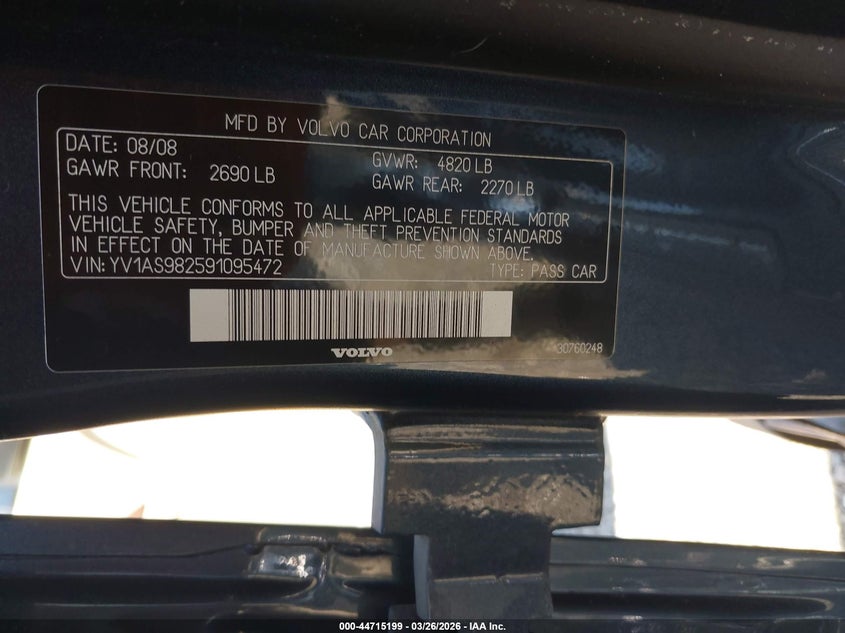 MFD BY VOLVO CAR CORPORATION
DATE: 08/08 GVWR: 4820 LB
GAWR FRONT: 2690 LB GAWR REAR: 2270 LB
THIS VEHICLE CONFORMS TO ALL APPLICABLE FEDERAL MOTOR
VEHICLE SAFETY, BUMPER AND THEFT PREVENTION STANDARDS
IN EFFECT ON THE DATE OF MANUFACTURE SHOWN ABOVE.
VIN: YV1AS982591095472 TYPE: PASS CAR
VOLVO 30760248
000-44715199 - 03/26/2026 - IAA Inc.